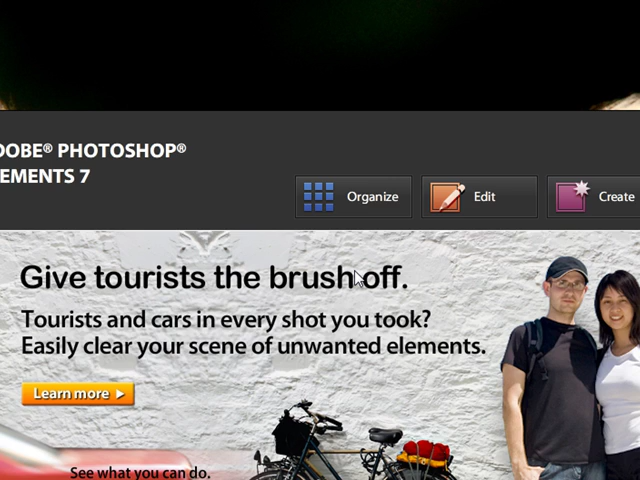 DOBE® PHOTOSHOP®
EMENTS 7
Organize
Edit
Create
Give tourists the brush off.
Tourists and cars in every shot you took?
Easily clear your scene of unwanted elements.
Learn more
See what you can do.